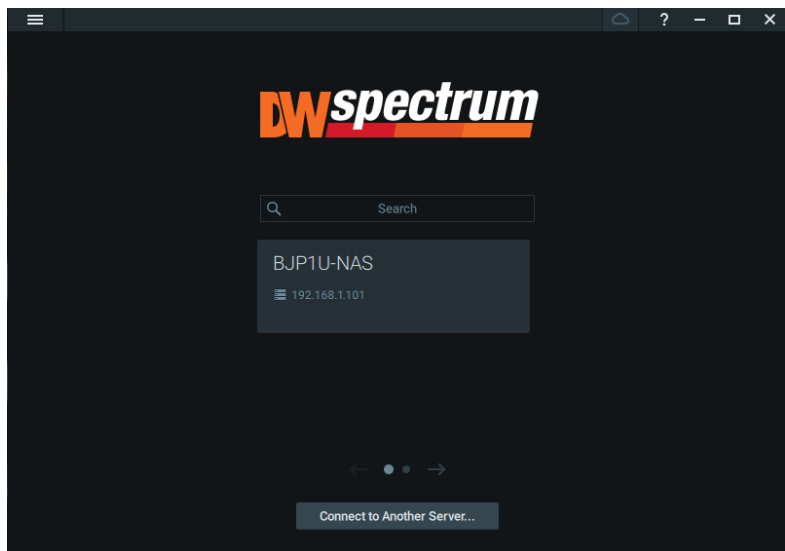 ?
DWspectrum
Search
BJP1U-NAS
192.168.1.101
Connect to Another Server...